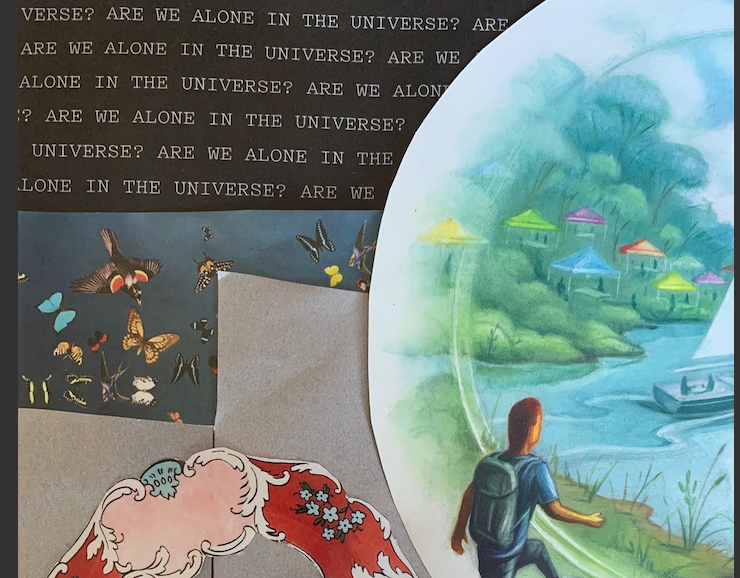 VERSE? ARE WE ALONE IN THE UNIVERSE? ARE
ARE WE ALONE IN THE UNIVERSE? ARE WE
ALONE IN THE UNIVERSE? ARE WE ALON
? ARE WE ALONE IN THE UNIVERSE?
UNIVERSE? ARE WE ALONE IN THE
LONE IN THE UNIVERSE? ARE WE